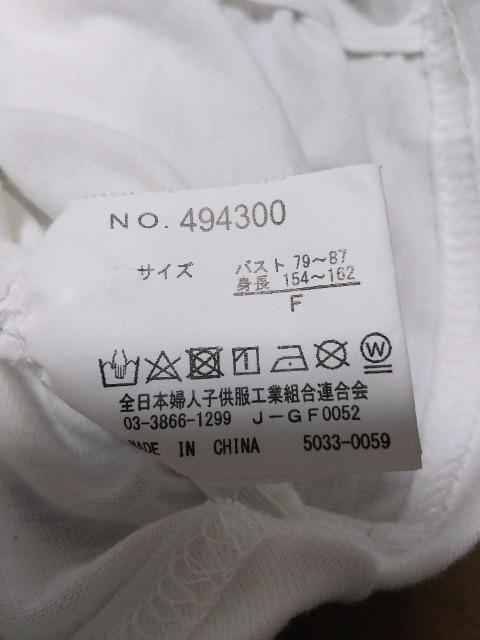 NO. 494300
サイズ
バスト 79～87
身長 154～162
F
W
全日本婦人子供服工業組合連合会
03-3866-1299 J-GF0052
MADE IN CHINA 5033-0059